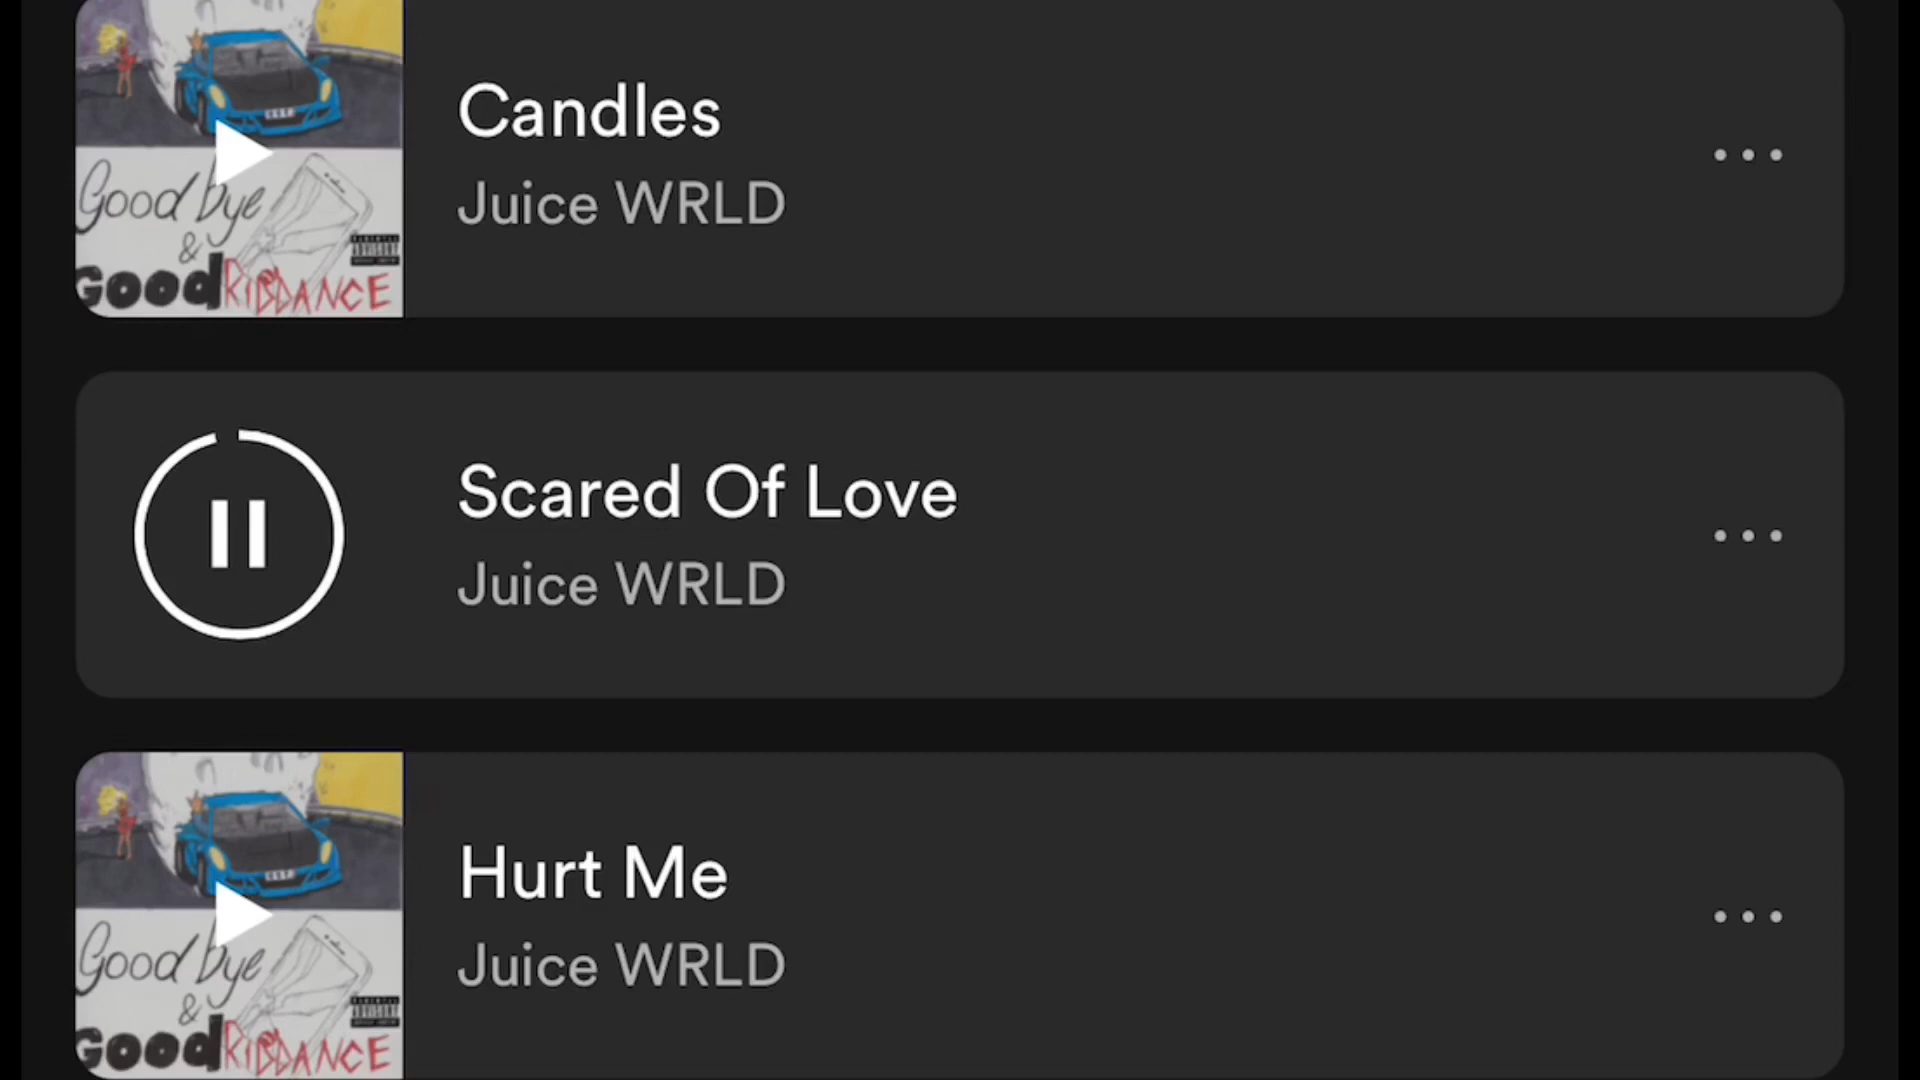 Candles
Juice WRLD
Good bye
&
Good RIDDANCE
Scared Of Love
Juice WRLD
Hurt Me
Juice WRLD
Good bye
&
Good RIDDANCE